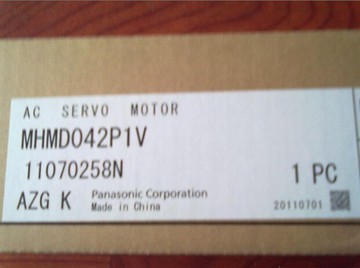 AC SERVO MOTOR
MHMD042P1V
11070258N
1 PC
AZG K
Panasonic Corporation
Made in China
20110701